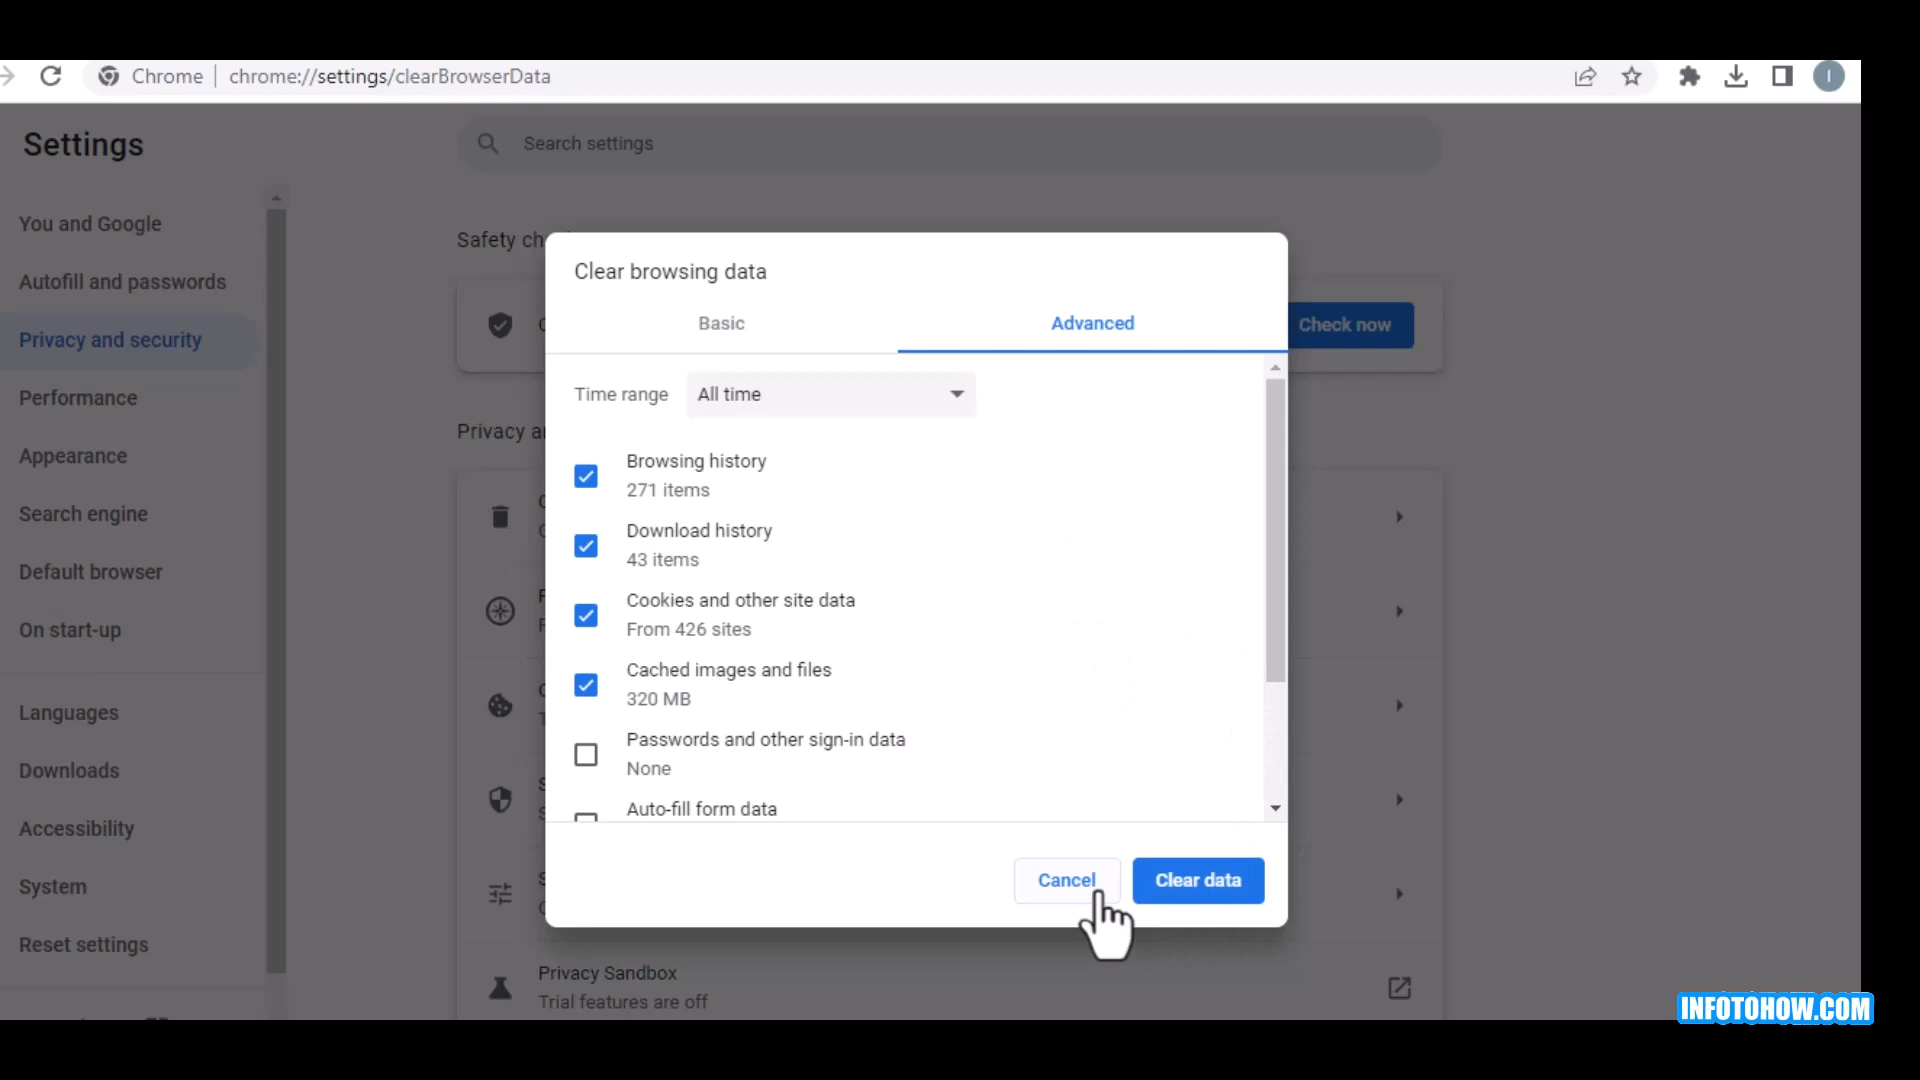 Chrome | chrome://settings/clearBrowserData
I
Settings
Search settings
You and Google
Autofill and passwords
Privacy and security
Performance
Appearance
Search engine
Default browser
On start-up
Languages
Downloads
Accessibility
System
Reset settings
Safety ch
Check now
Privacy a
Clear browsing data
Basic
Advanced
Time range
All time
Browsing history
271 items
Download history
43 items
Cookies and other site data
From 426 sites
Cached images and files
320 MB
Passwords and other sign-in data
None
Auto-fill form data
Cancel
Clear data
Privacy Sandbox
Trial features are off
INFOTOHOW.COM